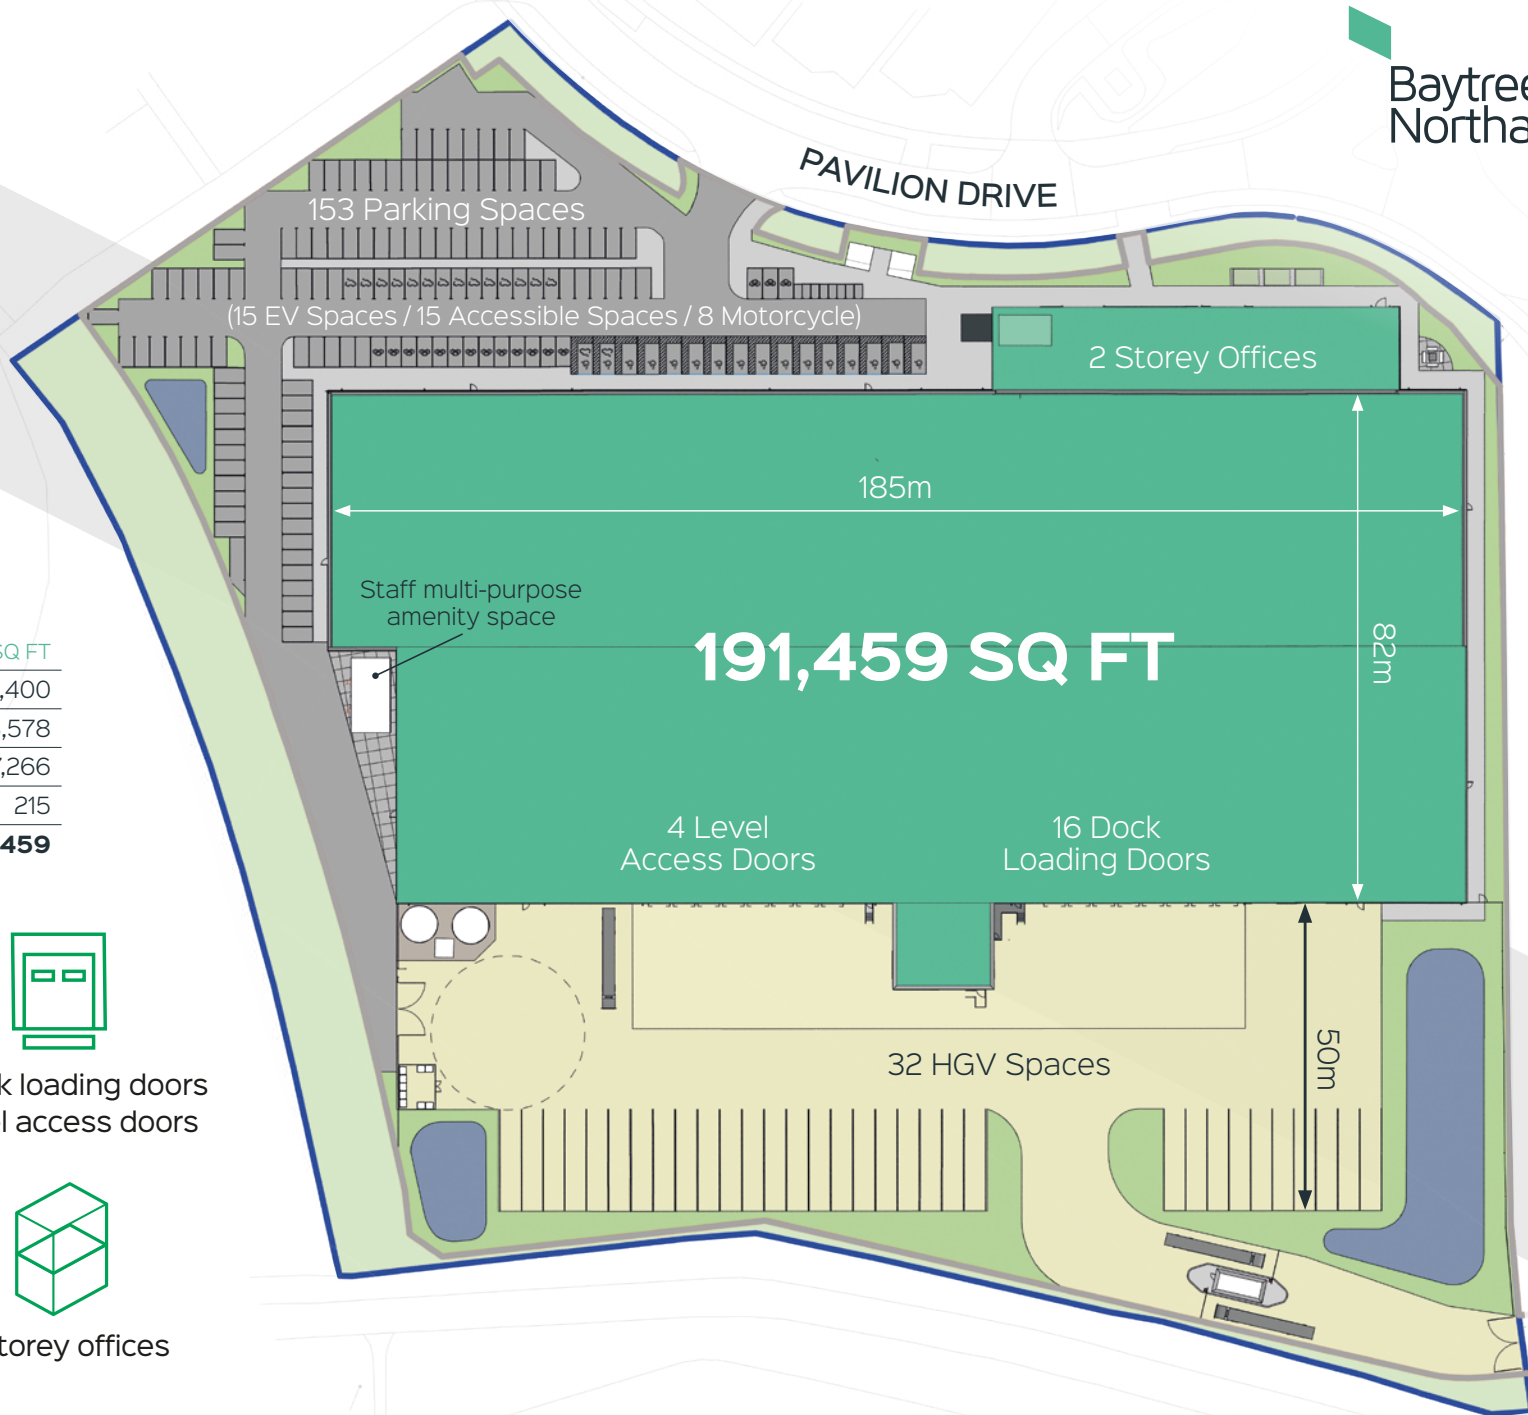 Baytree
Northa
PAVILION DRIVE
153 Parking Spaces
(15 EV Spaces / 15 Accessible Spaces / 8 Motorcycle)
2 Storey Offices
185m
Staff multi-purpose
amenity space
191,459 SQ FT
82m
SQ FT
,400
,578
7,266
215
459
4 Level
Access Doors
16 Dock
Loading Doors
32 HGV Spaces
50m
k loading doors
l access doors
torey offices